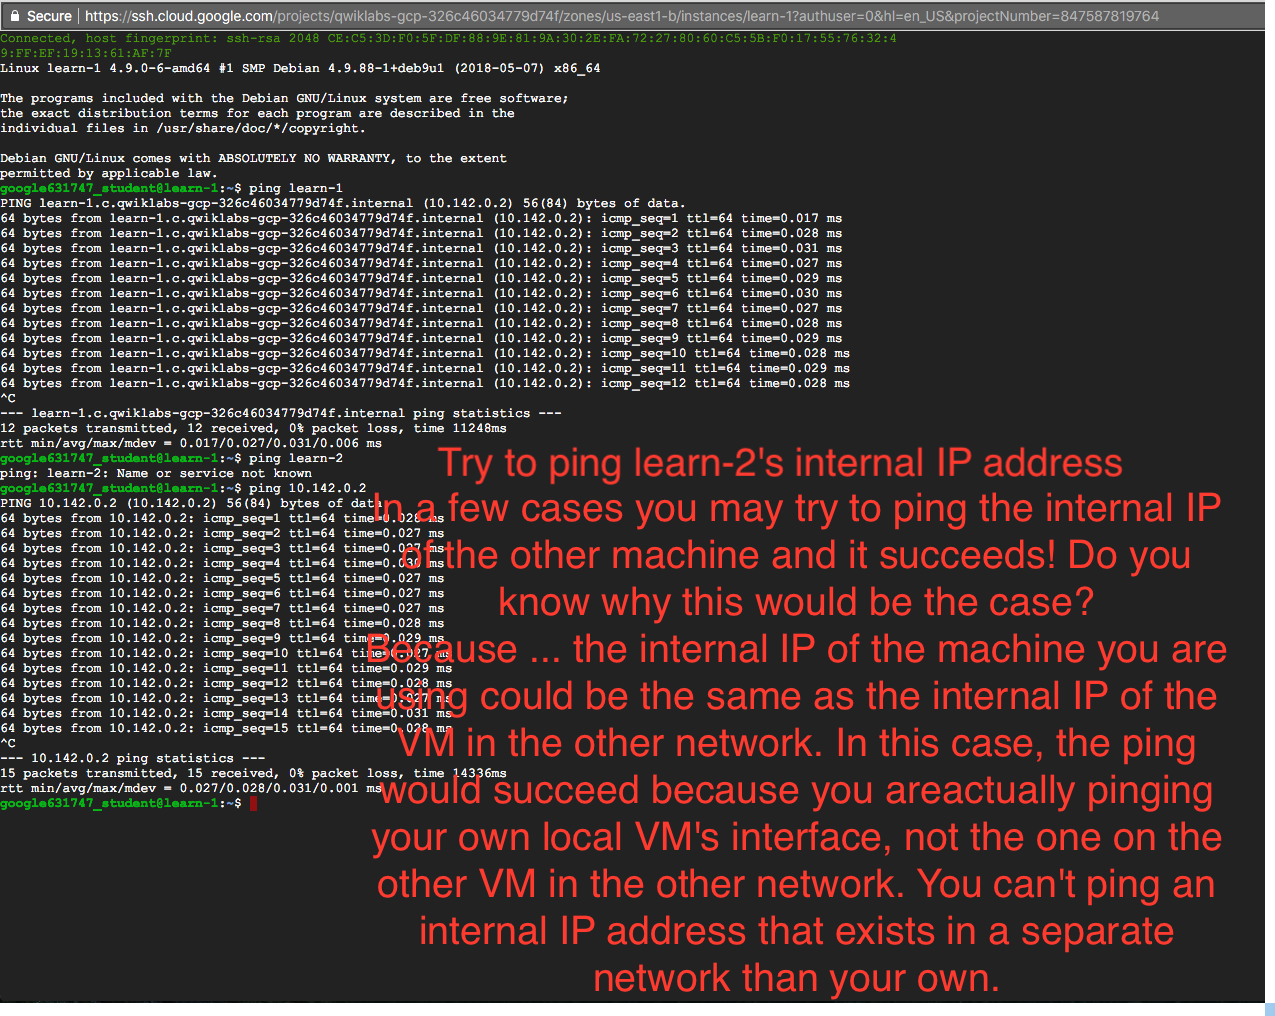 Secure | https://ssh.cloud.google.com/projects/qwiklabs-gcp-326c46034779d74f/zones/us-east1-b/instances/learn-1?authuser=0&hl=en_US&projectNumber=847587819764
Connected, host fingerprint: ssh-rsa 2048 CE:C5:3D:F0:5F:DF:88:9E:81:9A:30:2E:FA:72:27:80:60:C5:5B:F0:17:55:76:32:4
9:FF:EF:19:13:61:AF:7F
Linux learn-1 4.9.0-6-amd64 #1 SMP Debian 4.9.88-1+deb9u1 (2018-05-07) x86_64
The programs included with the Debian GNU/Linux system are free software;
the exact distribution terms for each program are described in the
individual files in /usr/share/doc/*/copyright.
Debian GNU/Linux comes with ABSOLUTELY NO WARRANTY, to the extent
permitted by applicable law.
google631747_student@learn-1:~$ ping learn-1
PING learn-1.c.qwiklabs-gcp-326c46034779d74f.internal (10.142.0.2) 56(84) bytes of data.
64 bytes from learn-1.c.qwiklabs-gcp-326c46034779d74f.internal (10.142.0.2): icmp_seq=1 ttl=64 time=0.017 ms
64 bytes from learn-1.c.qwiklabs-gcp-326c46034779d74f.internal (10.142.0.2): icmp_seq=2 ttl=64 time=0.028 ms
64 bytes from learn-1.c.qwiklabs-gcp-326c46034779d74f.internal (10.142.0.2): icmp_seq=3 ttl=64 time=0.031 ms
64 bytes from learn-1.c.qwiklabs-gcp-326c46034779d74f.internal (10.142.0.2): icmp_seq=4 ttl=64 time=0.027 ms
64 bytes from learn-1.c.qwiklabs-gcp-326c46034779d74f.internal (10.142.0.2): icmp_seq=5 ttl=64 time=0.029 ms
64 bytes from learn-1.c.qwiklabs-gcp-326c46034779d74f.internal (10.142.0.2): icmp_seq=6 ttl=64 time=0.030 ms
64 bytes from learn-1.c.qwiklabs-gcp-326c46034779d74f.internal (10.142.0.2): icmp_seq=7 ttl=64 time=0.027 ms
64 bytes from learn-1.c.qwiklabs-gcp-326c46034779d74f.internal (10.142.0.2): icmp_seq=8 ttl=64 time=0.028 ms
64 bytes from learn-1.c.qwiklabs-gcp-326c46034779d74f.internal (10.142.0.2): icmp_seq=9 ttl=64 time=0.029 ms
64 bytes from learn-1.c.qwiklabs-gcp-326c46034779d74f.internal (10.142.0.2): icmp_seq=10 ttl=64 time=0.028 ms
64 bytes from learn-1.c.qwiklabs-gcp-326c46034779d74f.internal (10.142.0.2): icmp_seq=11 ttl=64 time=0.029 ms
64 bytes from learn-1.c.qwiklabs-gcp-326c46034779d74f.internal (10.142.0.2): icmp_seq=12 ttl=64 time=0.028 ms
^C
--- learn-1.c.qwiklabs-gcp-326c46034779d74f.internal ping statistics ---
12 packets transmitted, 12 received, 0% packet loss, time 11248ms
rtt min/avg/max/mdev = 0.017/0.027/0.031/0.006 ms
google631747_student@learn-1:~$ ping learn-2
ping: learn-2: Name or service not known
google631747_student@learn-1:~$ ping 10.142.0.2
PING 10.142.0.2 (10.142.0.2) 56(84) bytes of data.
64 bytes from 10.142.0.2: icmp_seq=1 ttl=64 time=0.028 ms
64 bytes from 10.142.0.2: icmp_seq=2 ttl=64 time=0.027 ms
64 bytes from 10.142.0.2: icmp_seq=3 ttl=64 time=0.027 ms
64 bytes from 10.142.0.2: icmp_seq=4 ttl=64 time=0.030 ms
64 bytes from 10.142.0.2: icmp_seq=5 ttl=64 time=0.027 ms
64 bytes from 10.142.0.2: icmp_seq=6 ttl=64 time=0.027 ms
64 bytes from 10.142.0.2: icmp_seq=7 ttl=64 time=0.027 ms
64 bytes from 10.142.0.2: icmp_seq=8 ttl=64 time=0.028 ms
64 bytes from 10.142.0.2: icmp_seq=9 ttl=64 time=0.029 ms
64 bytes from 10.142.0.2: icmp_seq=10 ttl=64 time=0.027 ms
64 bytes from 10.142.0.2: icmp_seq=11 ttl=64 time=0.029 ms
64 bytes from 10.142.0.2: icmp_seq=12 ttl=64 time=0.028 ms
64 bytes from 10.142.0.2: icmp_seq=13 ttl=64 time=0.027 ms
64 bytes from 10.142.0.2: icmp_seq=14 ttl=64 time=0.031 ms
64 bytes from 10.142.0.2: icmp_seq=15 ttl=64 time=0.028 ms
^C
--- 10.142.0.2 ping statistics ---
15 packets transmitted, 15 received, 0% packet loss, time 14336ms
rtt min/avg/max/mdev = 0.027/0.028/0.031/0.001 ms
google631747_student@learn-1:~$
Try to ping learn-2's internal IP address
In a few cases you may try to ping the internal IP
of the other machine and it succeeds! Do you
know why this would be the case?
Because ... the internal IP of the machine you are
using could be the same as the internal IP of the
VM in the other network. In this case, the ping
would succeed because you areactually pinging
your own local VM's interface, not the one on the
other VM in the other network. You can't ping an
internal IP address that exists in a separate
network than your own.